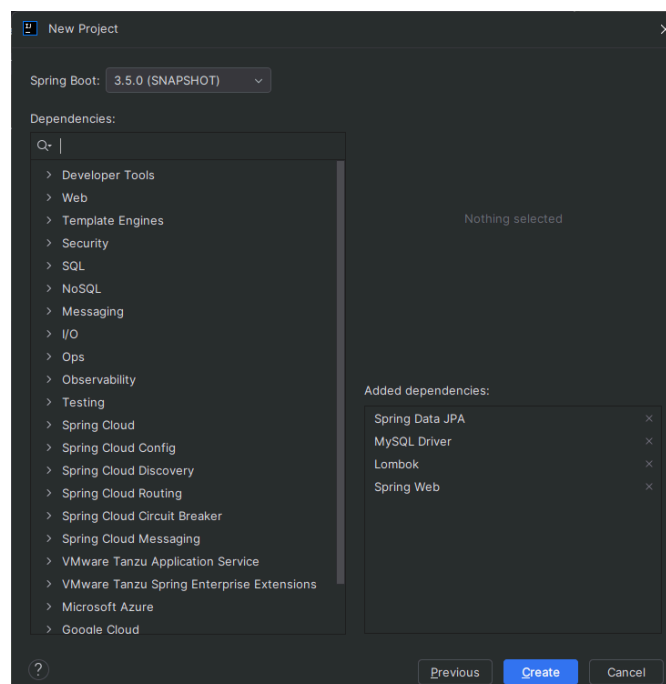 New Project
Spring Boot: 3.5.0 (SNAPSHOT)
Dependencies:
Developer Tools
Web
Template Engines
Security
SQL
NoSQL
Messaging
I/O
Ops
Observability
Testing
Spring Cloud
Spring Cloud Config
Spring Cloud Discovery
Spring Cloud Routing
Spring Cloud Circuit Breaker
Spring Cloud Messaging
VMware Tanzu Application Service
VMware Tanzu Spring Enterprise Extensions
Microsoft Azure
Google Cloud
Nothing selected
Added dependencies:
Spring Data JPA
MySQL Driver
Lombok
Spring Web
? Previous Create Cancel